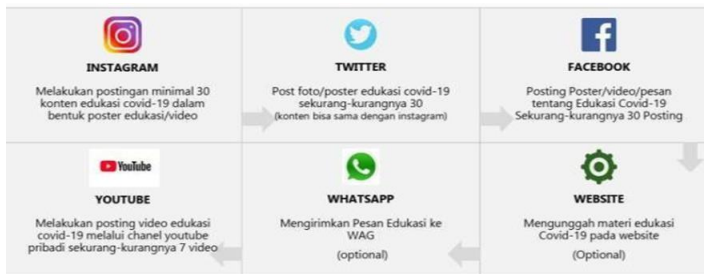 INSTAGRAM
Melakukan postingan minimal 30
konten edukasi covid-19 dalam
bentuk poster edukasi/video
TWITTER
Post foto/poster edukasi covid-19
sekurang-kurangnya 30
(konten bisa sama dengan instagram)
FACEBOOK
Posting Poster/video/pesan
tentang Edukasi Covid-19
Sekurang-kurangnya 30 Posting
YouTube
YOUTUBE
Melakukan posting video edukasi
covid-19 melalui chanel youtube
pribadi sekurang-kurangnya 7 video
WHATSAPP
Mengirimkan Pesan Edukasi ke
WAG
(optional)
WEBSITE
Mengunggah materi edukasi
Covid-19 pada website
(Optional)